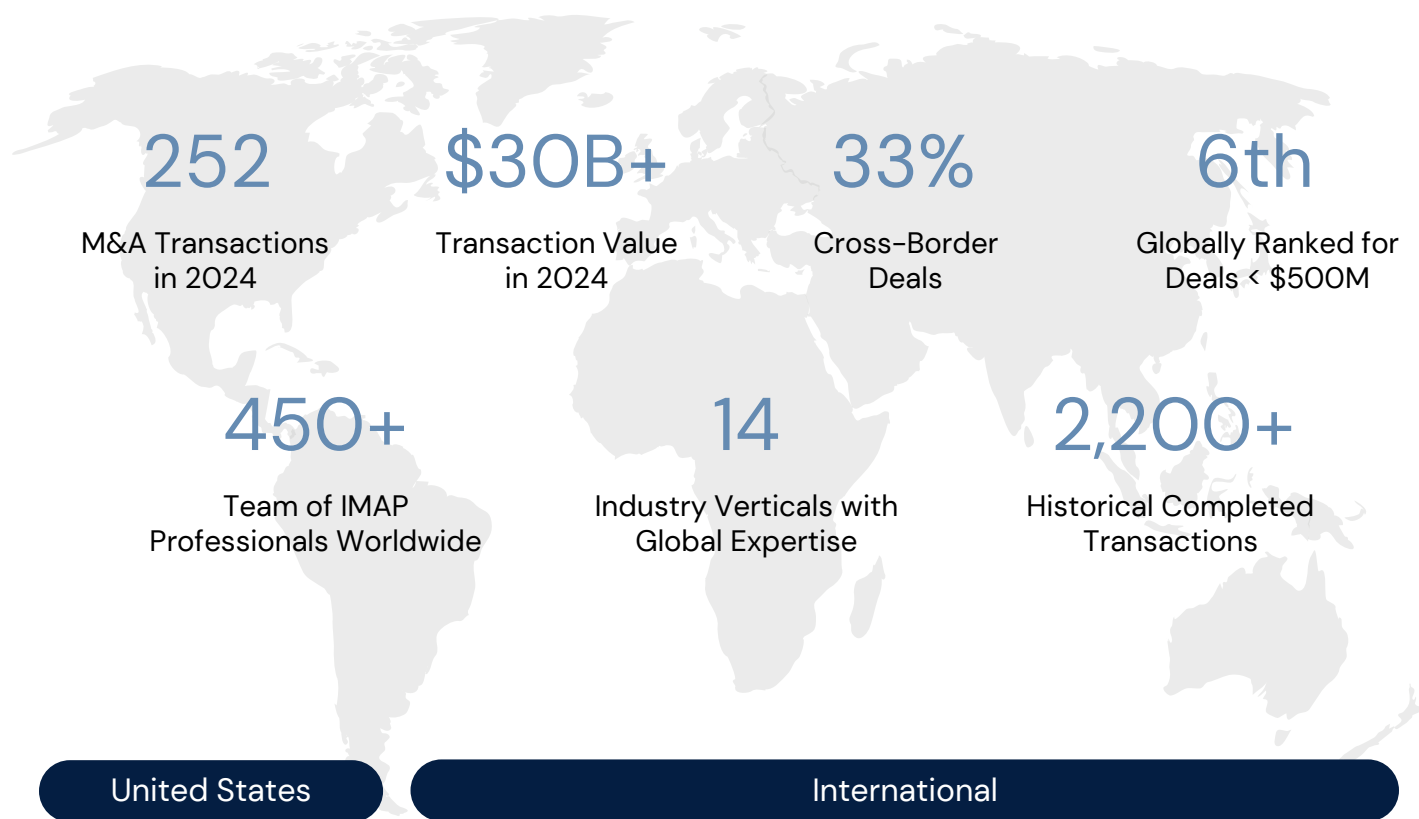 252
M&A Transactions
in 2024
$30B+
Transaction Value
in 2024
33%
Cross-Border
Deals
6th
Globally Ranked for
Deals < $500M
450+
Team of IMAP
Professionals Worldwide
14
Industry Verticals with
Global Expertise
2,200+
Historical Completed
Transactions
United States
International